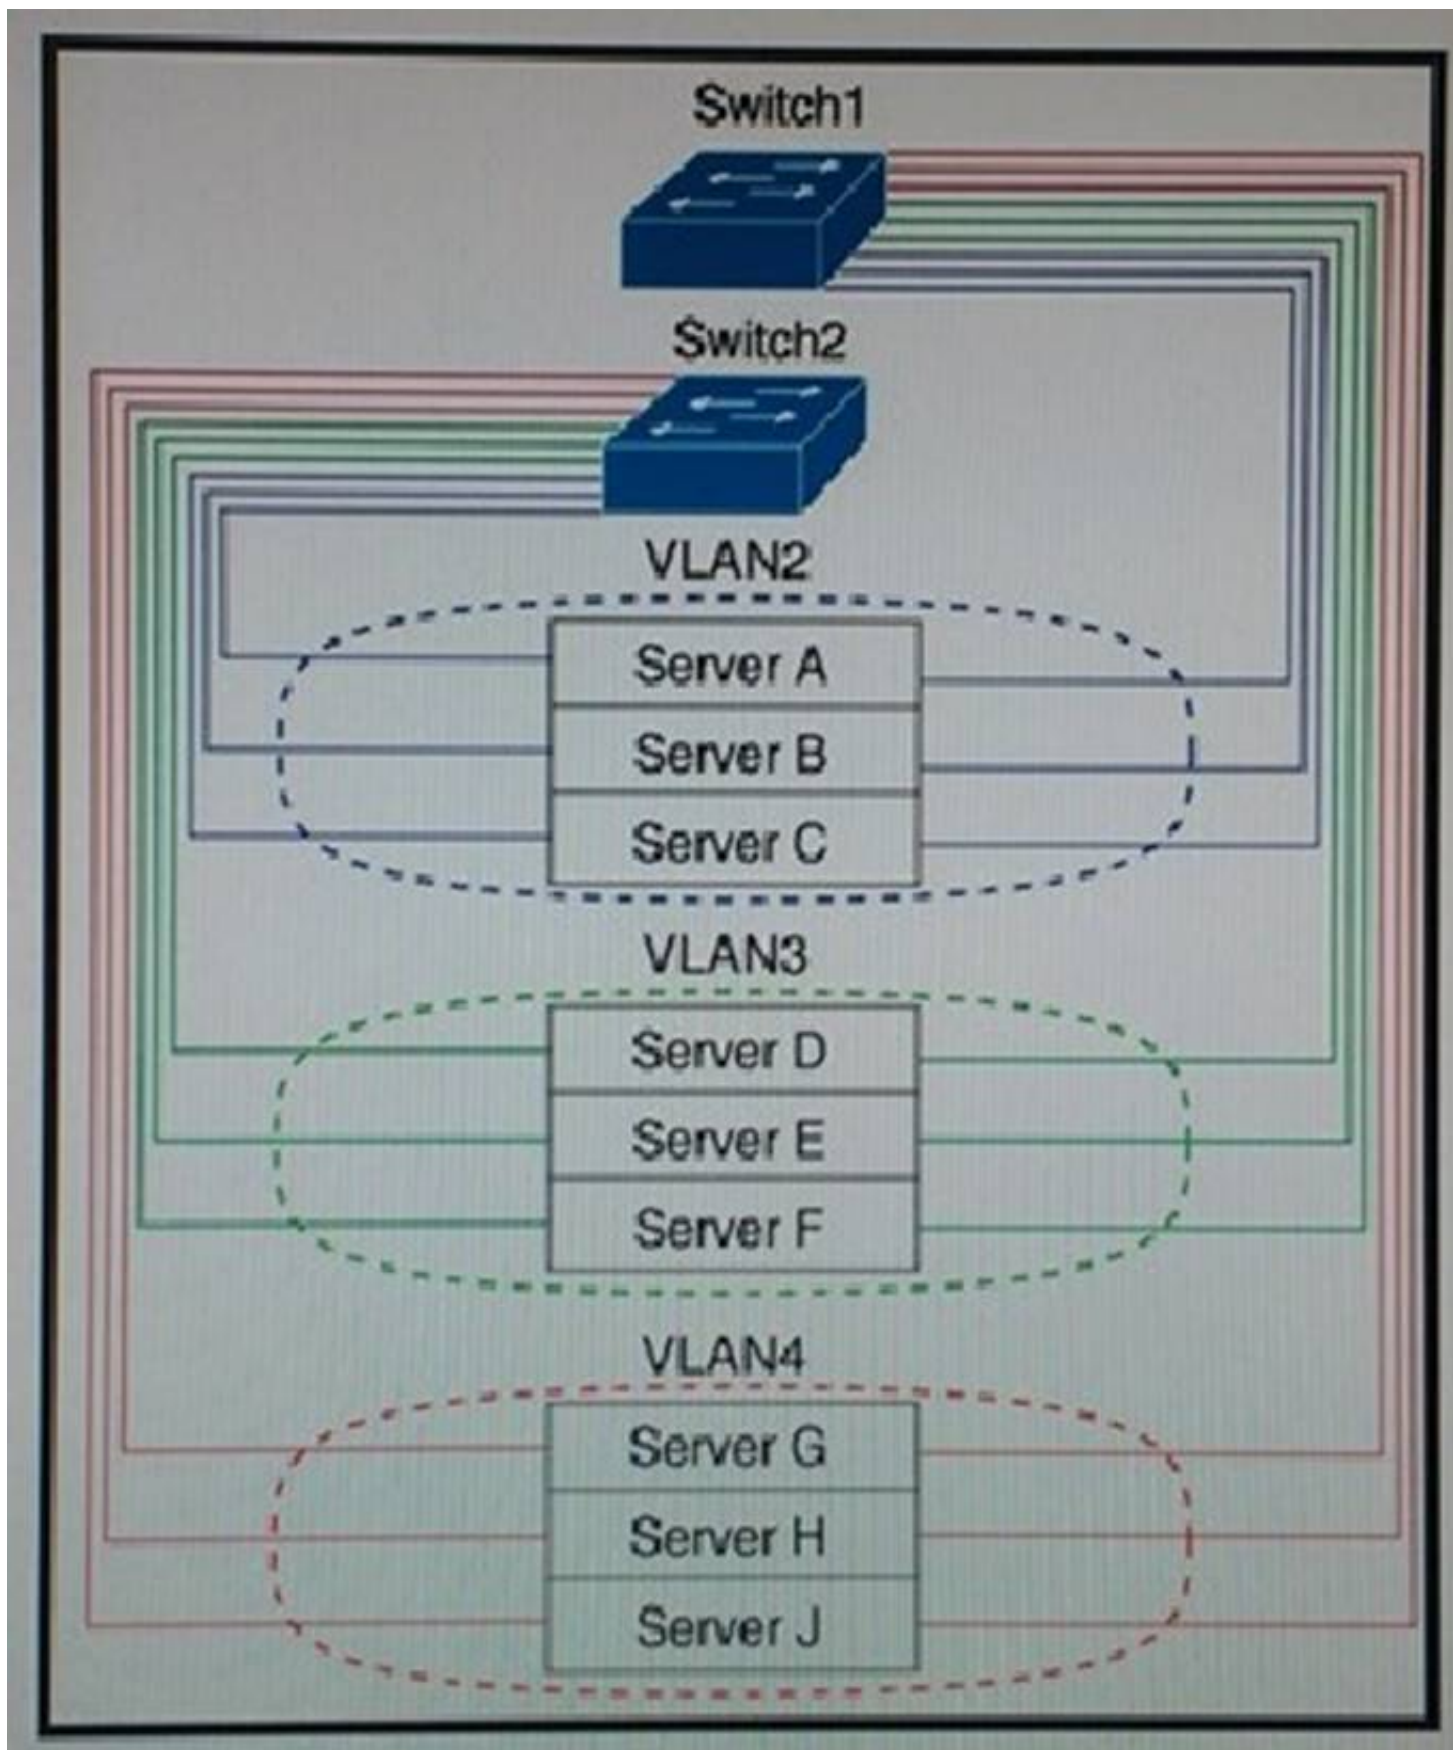 Switch1
Switch2
VLAN2
Server A
Server B
Server C
VLAN3
Server D
Server E
Server F
VLAN4
Server G
Server H
Server J